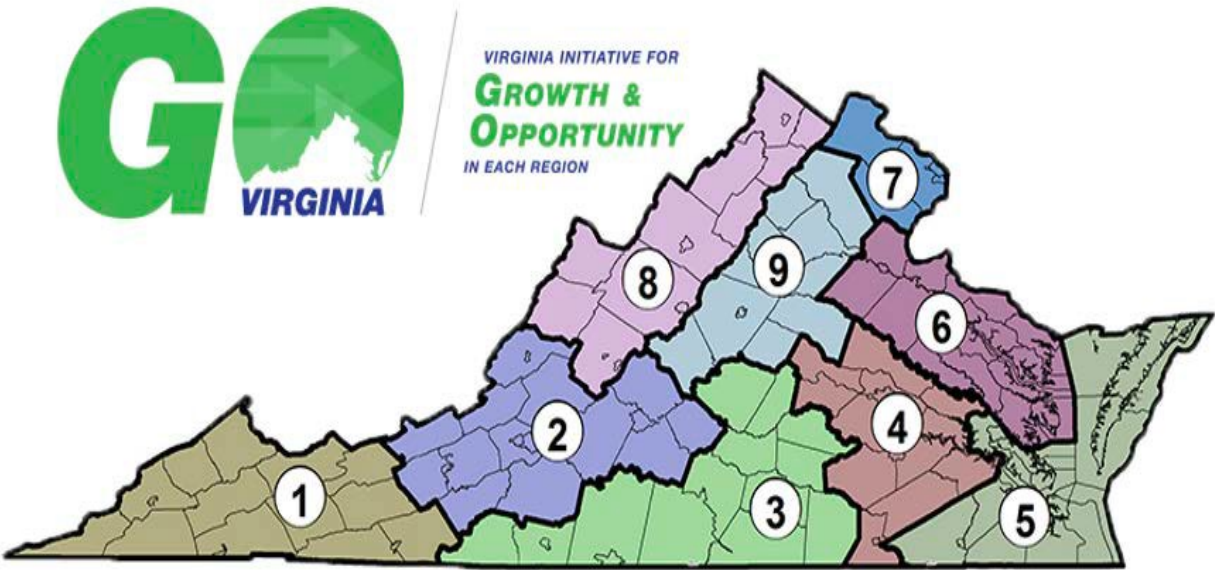 GO
VIRGINIA
VIRGINIA INITIATIVE FOR
GROWTH &
OPPORTUNITY
IN EACH REGION
7
8
9
6
2
4
1
3
5